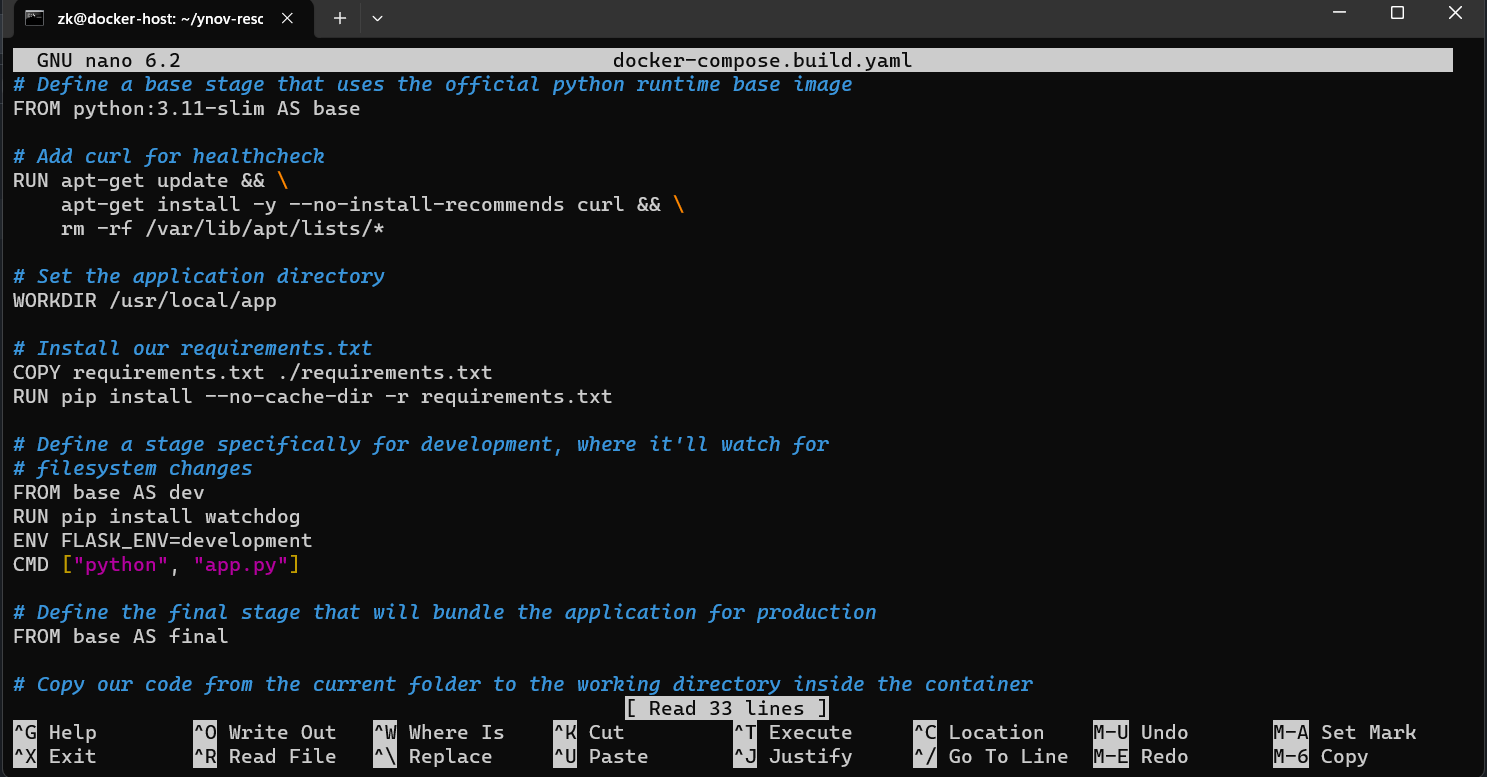 zk@docker-host: ~/ynov-resc
GNU nano 6.2 docker-compose.build.yaml
# Define a base stage that uses the official python runtime base image
FROM python:3.11-slim AS base
# Add curl for healthcheck
RUN apt-get update && \
    apt-get install -y --no-install-recommends curl && \
    rm -rf /var/lib/apt/lists/*
# Set the application directory
WORKDIR /usr/local/app
# Install our requirements.txt
COPY requirements.txt ./requirements.txt
RUN pip install --no-cache-dir -r requirements.txt
# Define a stage specifically for development, where it'll watch for
# filesystem changes
FROM base AS dev
RUN pip install watchdog
ENV FLASK_ENV=development
CMD ["python", "app.py"]
# Define the final stage that will bundle the application for production
FROM base AS final
# Copy our code from the current folder to the working directory inside the container
[ Read 33 lines ]
^G Help ^O Write Out ^W Where Is ^K Cut ^T Execute ^C Location M-U Undo M-A Set Mark
^X Exit ^R Read File ^\ Replace ^U Paste ^J Justify ^/ Go To Line M-E Redo M-6 Copy